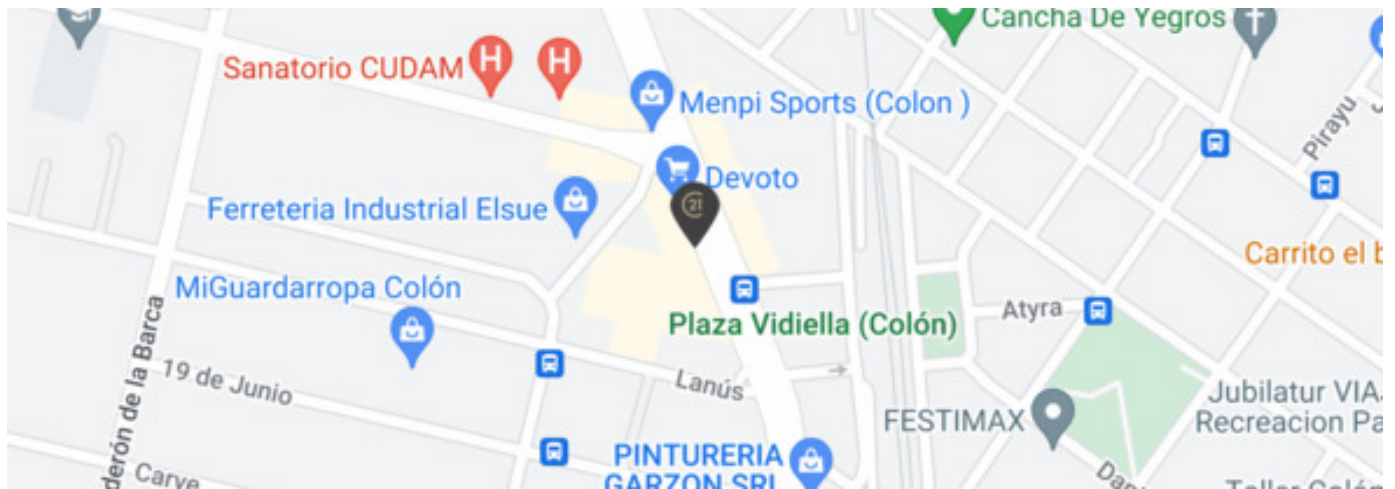 Cancha De Yegros
Sanatorio CUDAM
H
H
Menpi Sports (Colon )
Pirayu
Devoto
21
Ferreteria Industrial Elsue
Carrito el b
MiGuardarropa Colón
Atyra
Plaza Vidiella (Colón)
derón de la Barca
19 de Junio
Lanús
Jubilatur VIA
Recreacion Pa
FESTIMAX
PINTURERIA
GARZON SRL
Carve